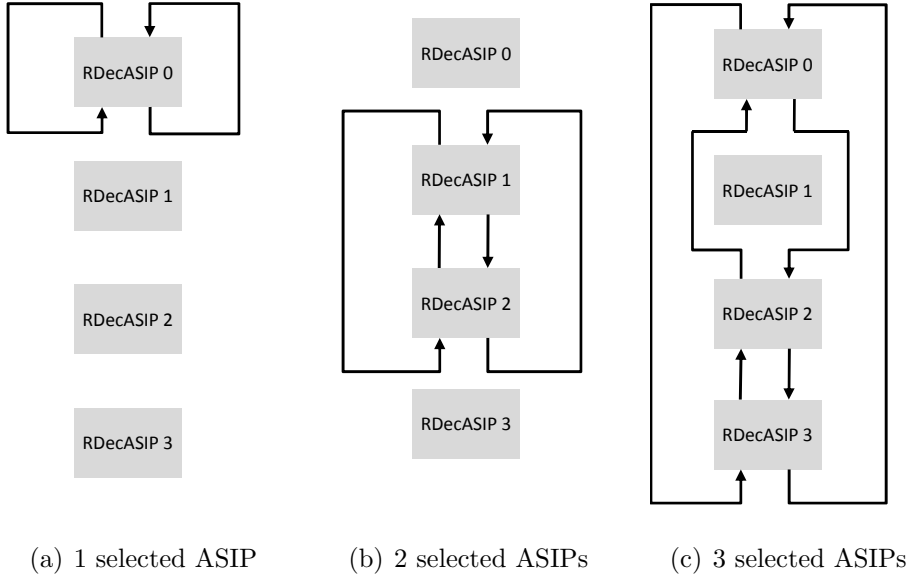 RDecASIP 0
RDecASIP 1
RDecASIP 2
RDecASIP 3
(a) 1 selected ASIP
RDecASIP 0
RDecASIP 1
RDecASIP 2
RDecASIP 3
(b) 2 selected ASIPs
RDecASIP 0
RDecASIP 1
RDecASIP 2
RDecASIP 3
(c) 3 selected ASIPs